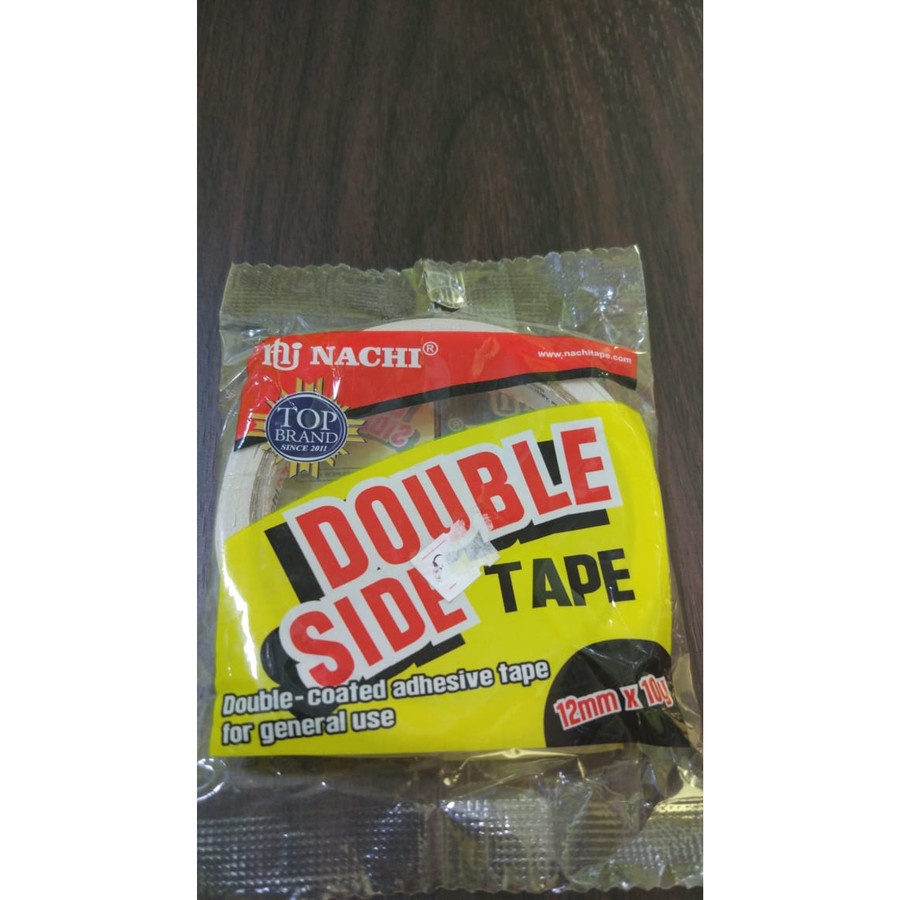 NACHI®
www.nachitape.com
TOP
BRAND
SINCE 2011
DOUBLE
SIDE TAPE
Double-coated adhesive tape
for general use
12mm x 10y